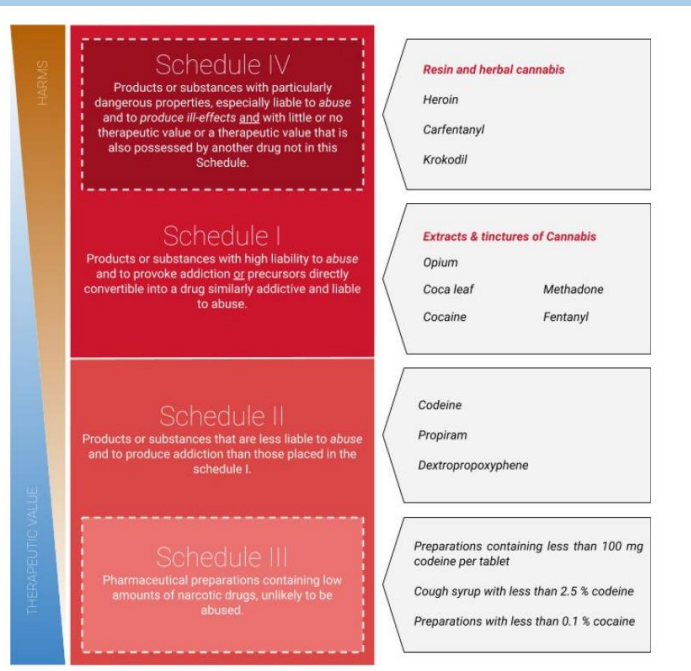 HARMS
Schedule IV
Products or substances with particularly
dangerous properties, especially liable to abuse
and to produce ill-effects and with little or no
therapeutic value or a therapeutic value that is
also possessed by another drug not in this
Schedule.
Resin and herbal cannabis
Heroin
Carfentanyl
Krokodil
Schedule I
Products or substances with high liability to abuse
and to provoke addiction or precursors directly
convertible into a drug similarly addictive and liable
to abuse.
Extracts & tinctures of Cannabis
Opium
Coca leaf Methadone
Cocaine Fentanyl
Schedule II
Products or substances that are less liable to abuse
and to produce addiction than those placed in the
schedule I.
Codeine
Propiram
Dextropropoxyphene
THERAPEUTIC VALUE
Schedule III
Pharmaceutical preparations containing low
amounts of narcotic drugs, unlikely to be
abused.
Preparations containing less than 100 mg
codeine per tablet
Cough syrup with less than 2.5 % codeine
Preparations with less than 0.1 % cocaine